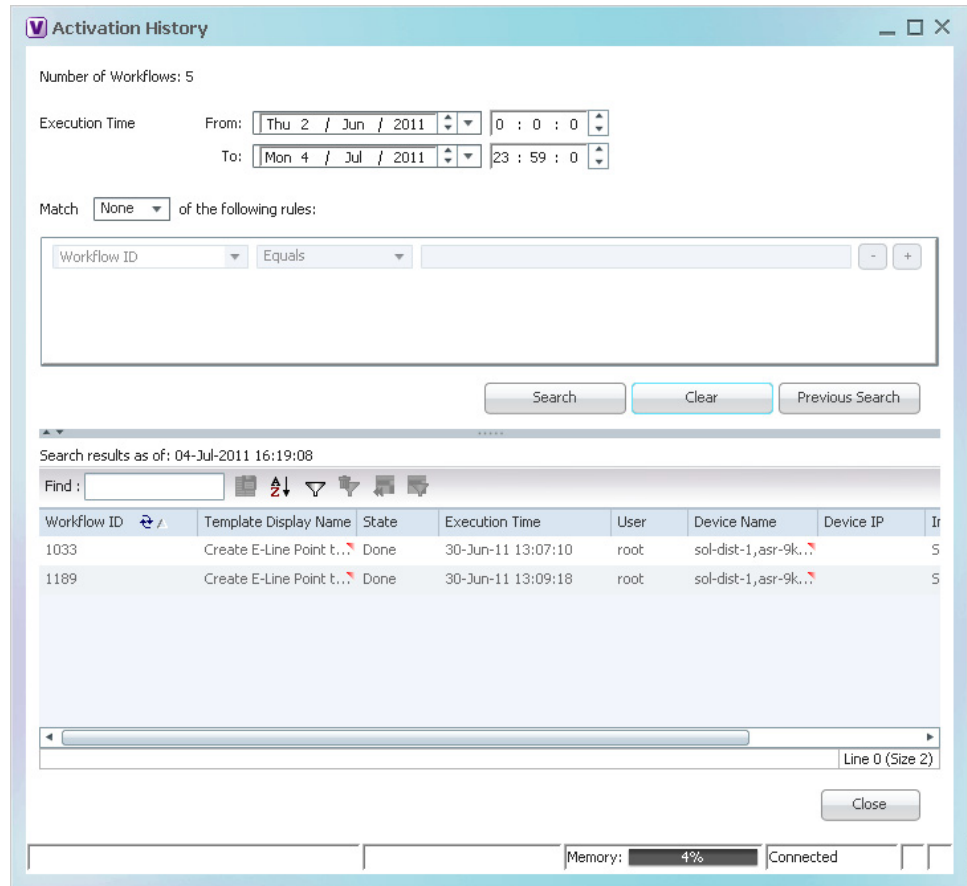 V Activation History
Number of Workflows: 5
Execution Time From: Thu 2 / Jun / 2011 0 : 0 : 0
To: Mon 4 / Jul / 2011 23 : 59 : 0
Match None of the following rules:
Workflow ID Equals - +
Search Clear Previous Search
Search results as of: 04-Jul-2011 16:19:08
Find : A Z
Workflow ID Template Display Name State Execution Time User Device Name Device IP
1033 Create E-Line Point t... Done 30-Jun-11 13:07:10 root sol-dist-1,asr-9k... S
1189 Create E-Line Point t... Done 30-Jun-11 13:09:18 root sol-dist-1,asr-9k... S
Line 0 (Size 2)
Close
Memory: 4% Connected